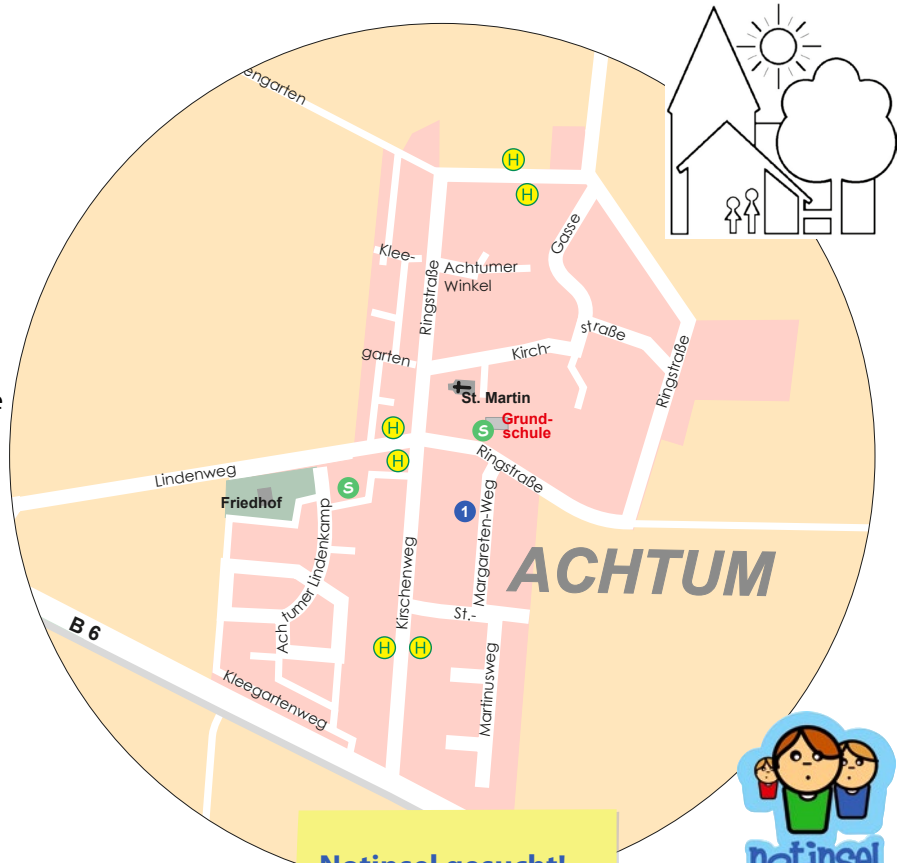 engarten
H
H
Gasse
Klee-
Achtumer
Winkel
Ringstraße
straße
Kirch-
garten
Ringstraße
e
St. Martin
Grund-
schule
H
S
H
Ringstraße
Lindenweg
S
Friedhof
1
Margareten-Weg
Achtumer Lindenkamp
Kirschenweg
ACHTUM
St.-
B 6
H
H
Kleegartenweg
Martinusweg
Notinsel gesucht!
notinsel